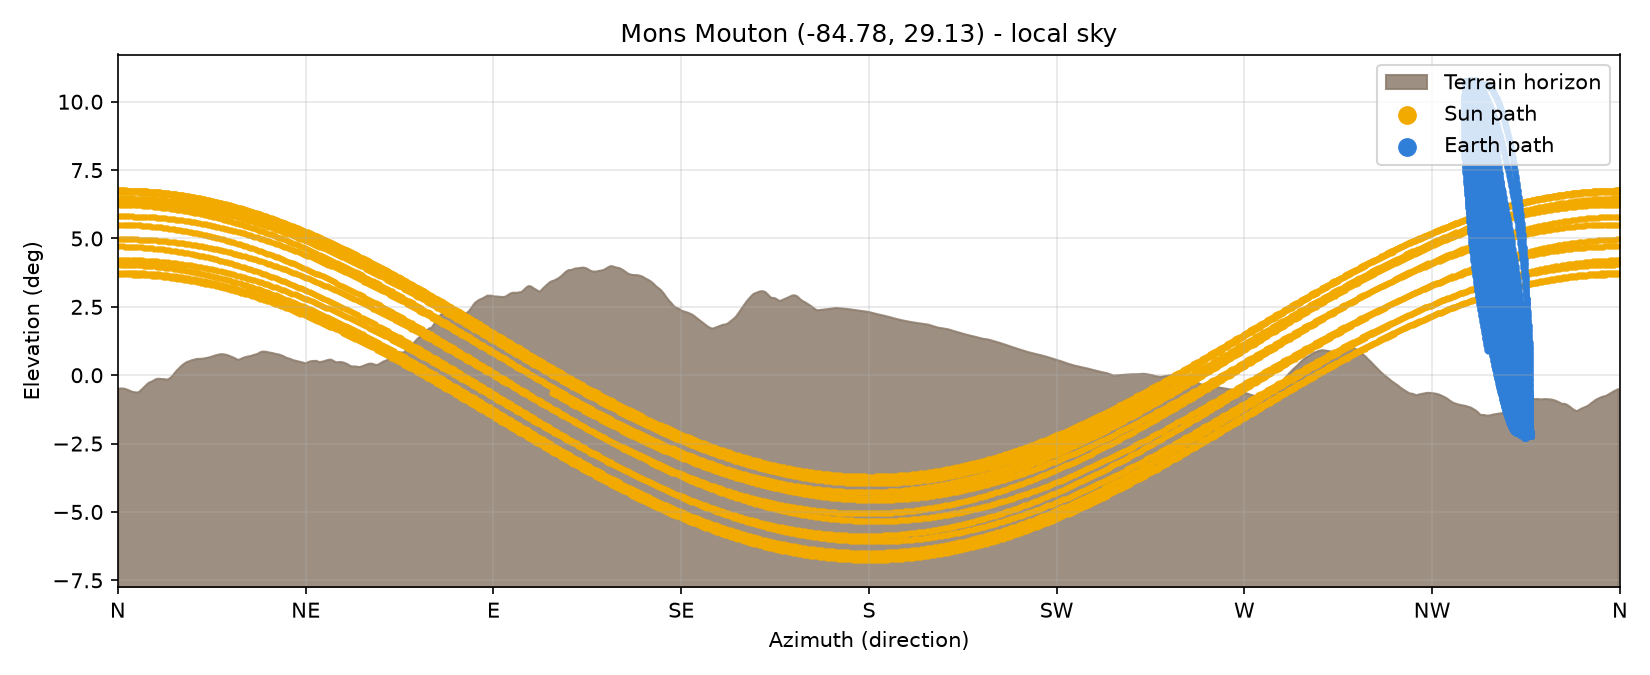 Mons Mouton (-84.78, 29.13) - local sky
Terrain horizon
Sun path
Earth path
Elevation (deg)
10.0
7.5
5.0
2.5
0.0
−2.5
−5.0
−7.5
N NE E SE S SW W NW N
Azimuth (direction)